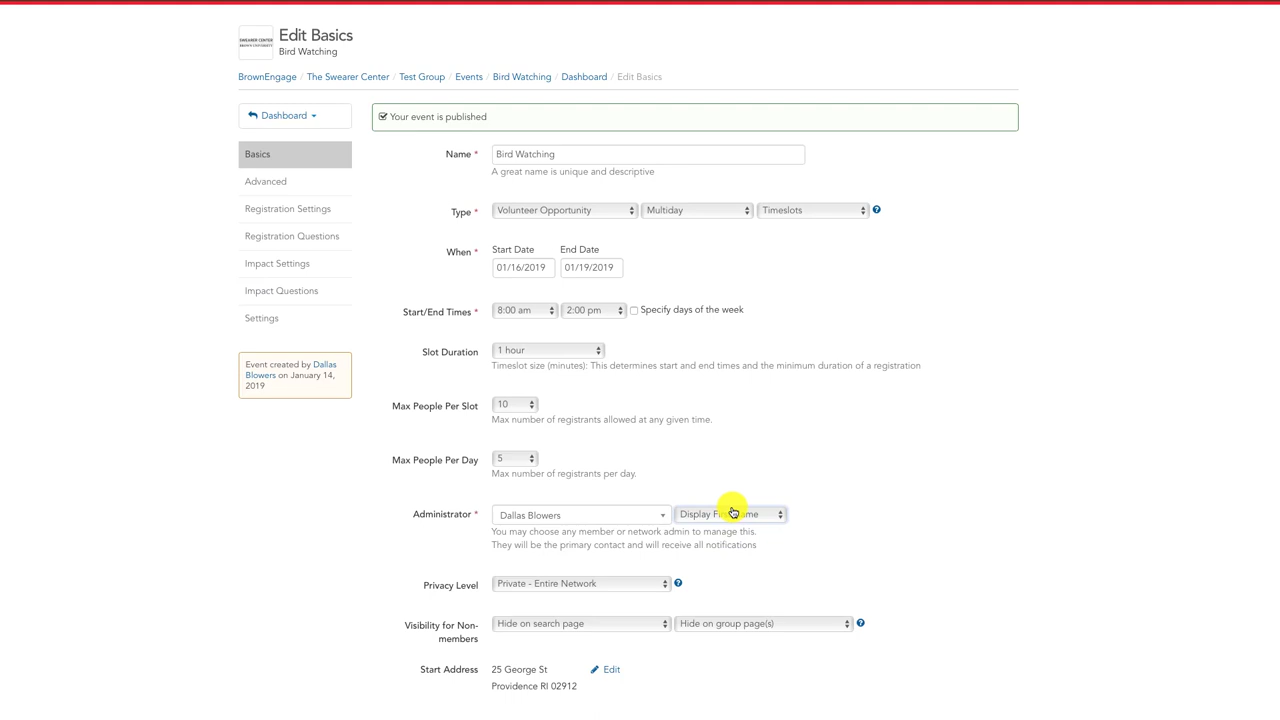 SWEARER CENTER
BROWN UNIVERSITY
Edit Basics
Bird Watching
BrownEngage / The Swearer Center / Test Group / Events / Bird Watching / Dashboard / Edit Basics
Dashboard
Basics
Advanced
Registration Settings
Registration Questions
Impact Settings
Impact Questions
Settings
Event created by Dallas
Blowers on January 14,
2019
Your event is published
Name * Bird Watching
A great name is unique and descriptive
Type * Volunteer Opportunity Multiday Timeslots
When * Start Date End Date
01/16/2019 01/19/2019
Start/End Times * 8:00 am 2:00 pm Specify days of the week
Slot Duration 1 hour
Timeslot size (minutes): This determines start and end times and the minimum duration of a registration
Max People Per Slot 10
Max number of registrants allowed at any given time.
Max People Per Day 5
Max number of registrants per day.
Administrator * Dallas Blowers Display
You may choose any member or network admin to manage this.
They will be the primary contact and will receive all notifications
Privacy Level Private - Entire Network
Visibility for Non-
members Hide on search page Hide on group page(s)
Start Address 25 George St Edit
Providence RI 02912